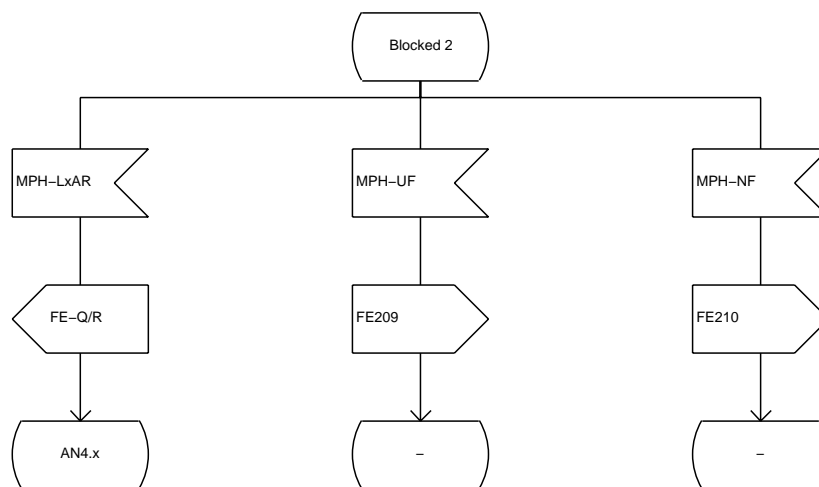 Blocked 2
MPH−LxAR
MPH−UF
MPH−NF
FE−Q/R
FE209
FE210
AN4.x
−
−